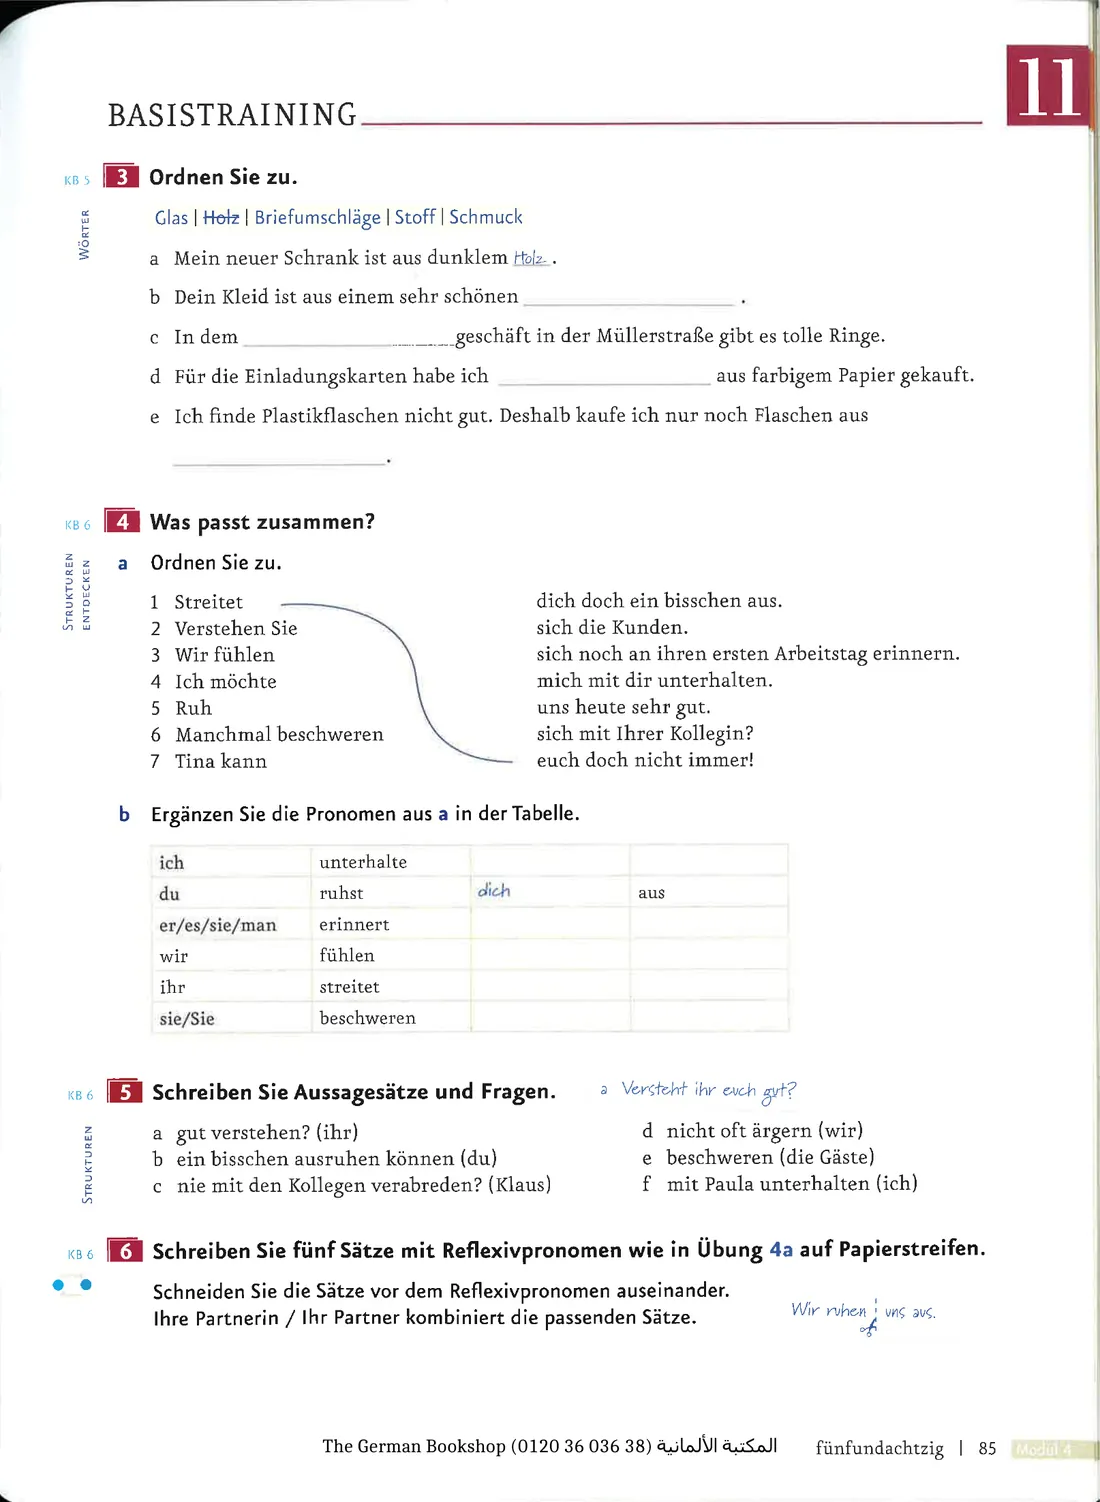 11
BASISTRAINING
KB 5 3 Ordnen Sie zu.
WÖRTER
Glas | Holz | Briefumschläge | Stoff | Schmuck
a Mein neuer Schrank ist aus dunklem Holz.
b Dein Kleid ist aus einem sehr schönen ____________ .
c In dem ____________geschäft in der Müllerstraße gibt es tolle Ringe.
d Für die Einladungskarten habe ich ____________ aus farbigem Papier gekauft.
e Ich finde Plastikflaschen nicht gut. Deshalb kaufe ich nur noch Flaschen aus
____________.
KB 6 4 Was passt zusammen?
STRUKTUREN
ENTDECKEN
a Ordnen Sie zu.
1 Streitet dich doch ein bisschen aus.
2 Verstehen Sie sich die Kunden.
3 Wir fühlen sich noch an ihren ersten Arbeitstag erinnern.
4 Ich möchte mich mit dir unterhalten.
5 Ruh uns heute sehr gut.
6 Manchmal beschweren sich mit Ihrer Kollegin?
7 Tina kann euch doch nicht immer!
b Ergänzen Sie die Pronomen aus a in der Tabelle.
ich unterhalte
du ruhst dich aus
er/es/sie/man erinnert
wir fühlen
ihr streitet
sie/Sie beschweren
KB 6 5 Schreiben Sie Aussagesätze und Fragen. a Versteht ihr euch gut?
STRUKTUREN
a gut verstehen? (ihr) d nicht oft ärgern (wir)
b ein bisschen ausruhen können (du) e beschweren (die Gäste)
c nie mit den Kollegen verabreden? (Klaus) f mit Paula unterhalten (ich)
KB 6 6 Schreiben Sie fünf Sätze mit Reflexivpronomen wie in Übung 4a auf Papierstreifen.
Schneiden Sie die Sätze vor dem Reflexivpronomen auseinander.
Ihre Partnerin / Ihr Partner kombiniert die passenden Sätze. Wir ruhen uns aus.
The German Bookshop (0120 36 036 38) المكتبة الألمانية fünfundachtzig | 85 Modul 4